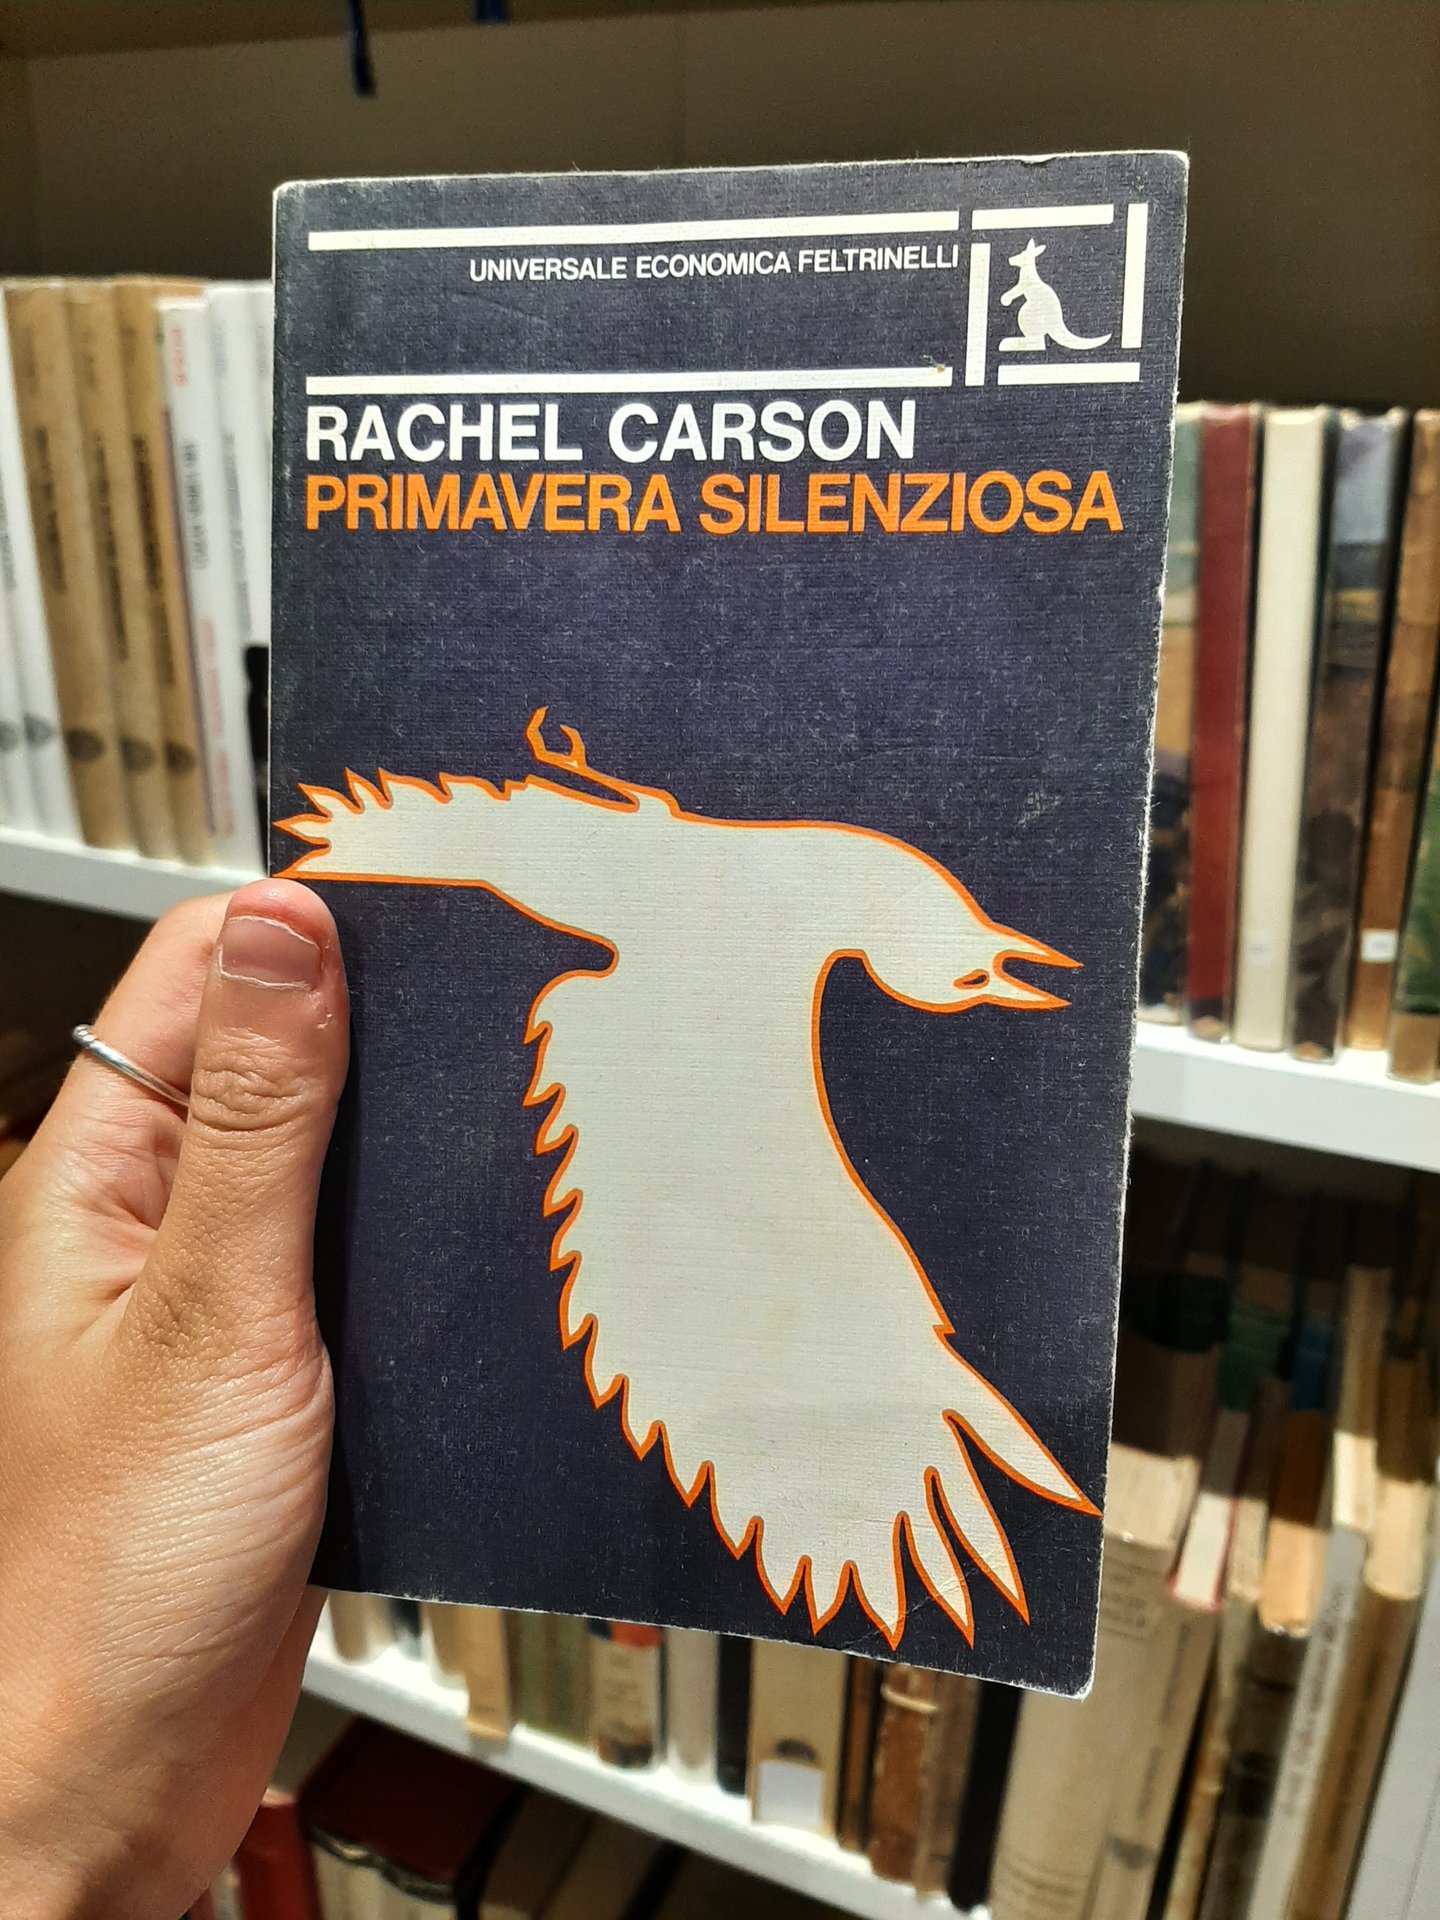 UNIVERSALE ECONOMICA FELTRINELLI
RACHEL CARSON
PRIMAVERA SILENZIOSA